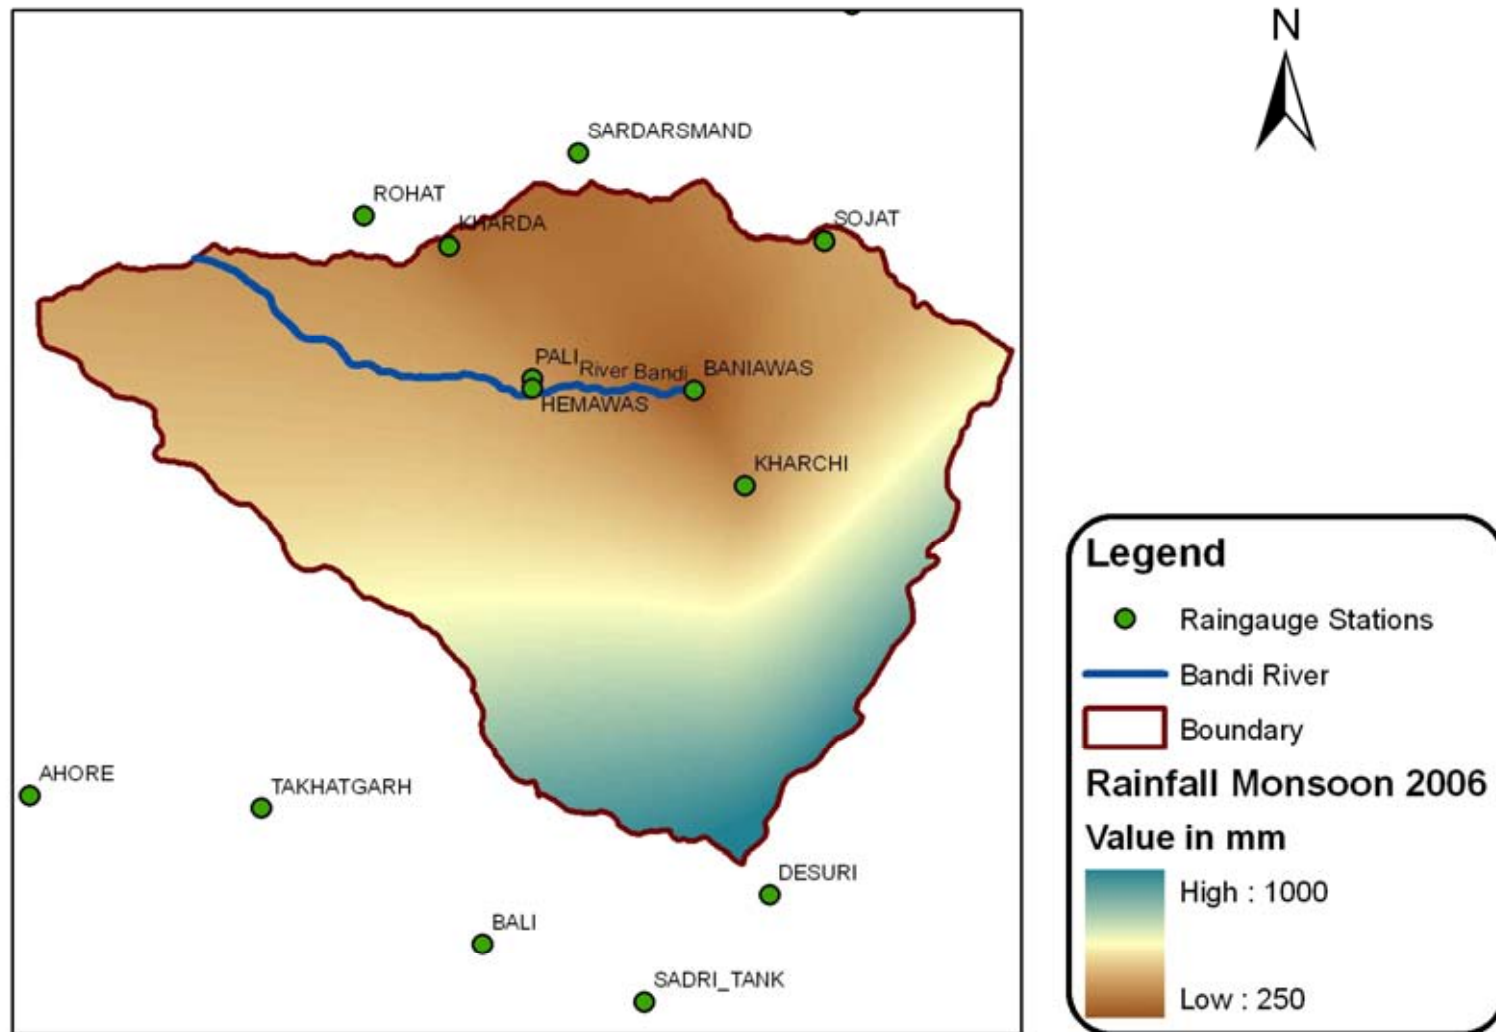 N
SARDARSMAND
ROHAT
KHARDA
SOJAT
PALI
River Bandi
BANIAWAS
HEMAWAS
KHARCHI
AHORE
TAKHATGARH
DESURI
BALI
SADRI_TANK
Legend
Raingauge Stations
Bandi River
Boundary
Rainfall Monsoon 2006
Value in mm
High : 1000
Low : 250